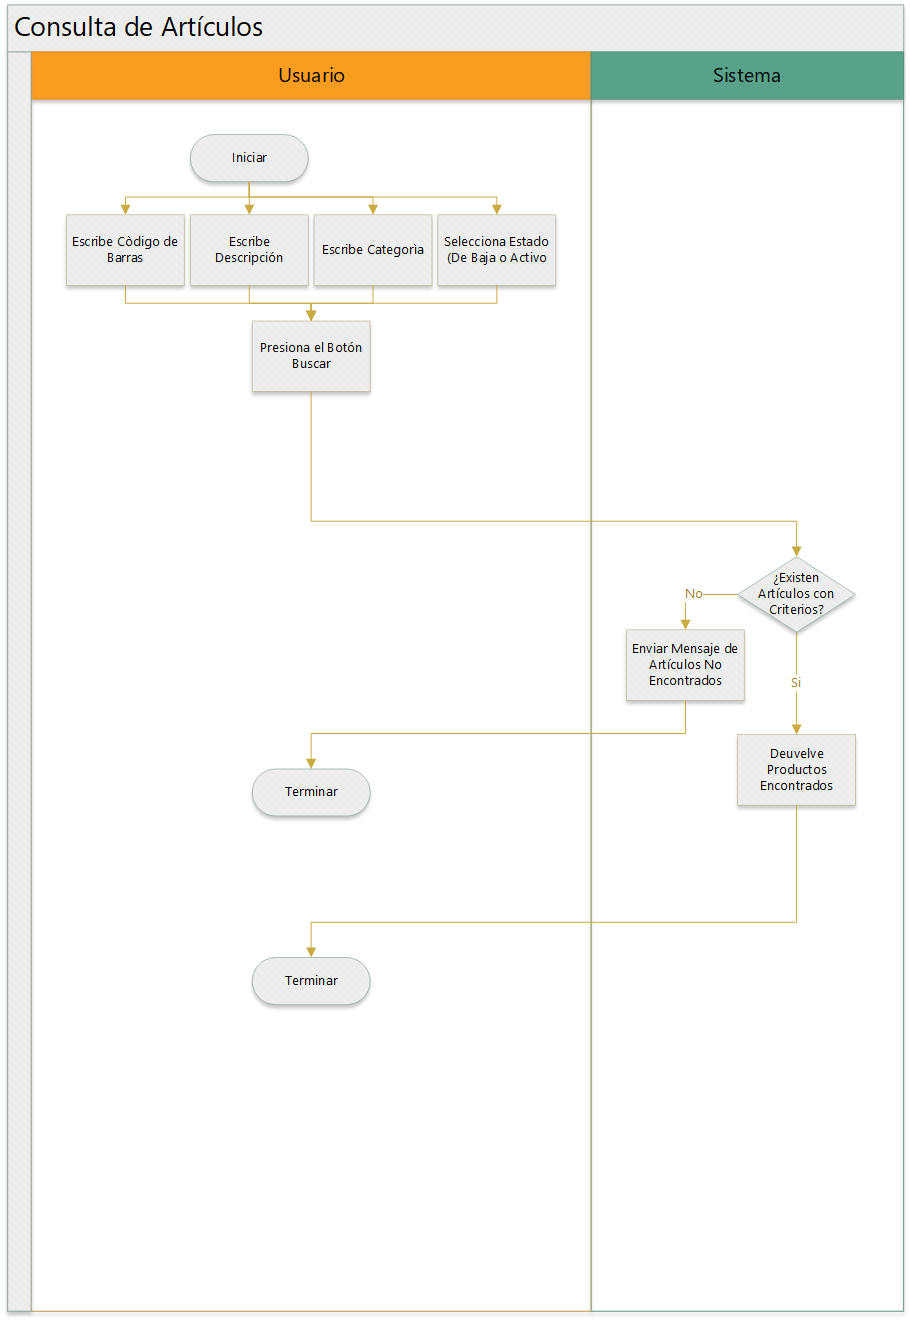 Consulta de Artículos
Usuario
Sistema
Iniciar
Escribe Còdigo de
Barras
Escribe
Descripción
Escribe Categorìa
Selecciona Estado
(De Baja o Activo
Presiona el Botón
Buscar
¿Existen
Artículos con
Criterios?
No
Enviar Mensaje de
Artículos No
Encontrados
Si
Deuvelve
Productos
Encontrados
Terminar
Terminar